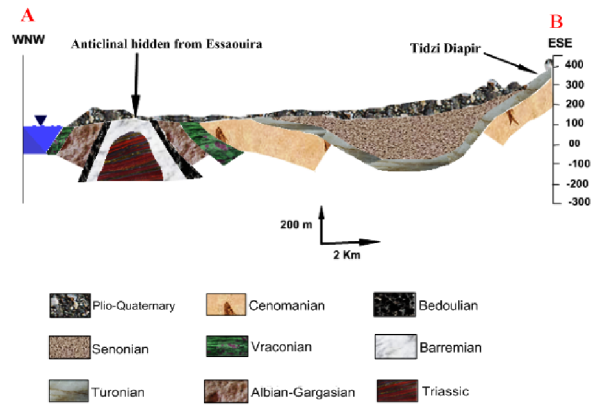 A
B
WNW
Anticlinal hidden from Essaouira
Tidzi Diapir
ESE
400
300
200
100
00
-100
-200
-300
200 m
2 Km
Plio-Quaternary
Cenomanian
Bedoulian
Senonian
Vraconian
Barremian
Turonian
Albian-Gargasian
Triassic